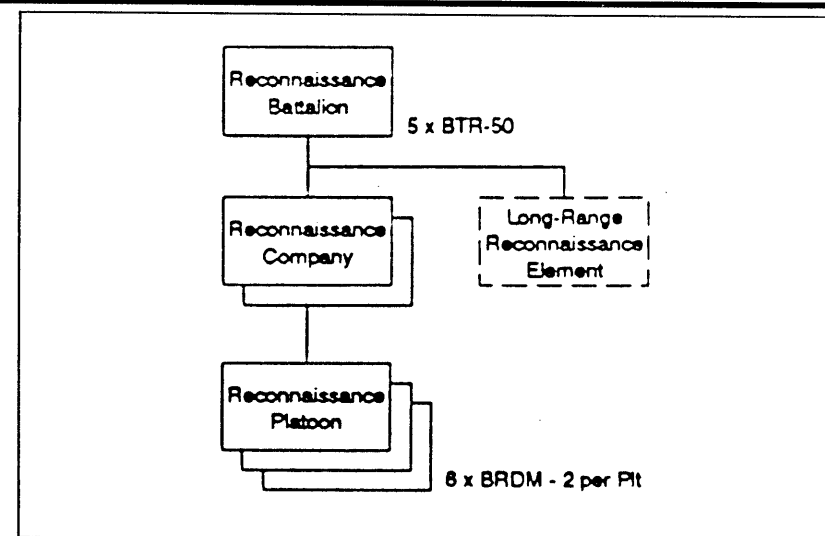 Reconnaissance
Battalion
5 x BTR-50
Reconnaissance
Company
Long-Range
Reconnaissance
Element
Reconnaissance
Platoon
6 x BRDM - 2 per Plt